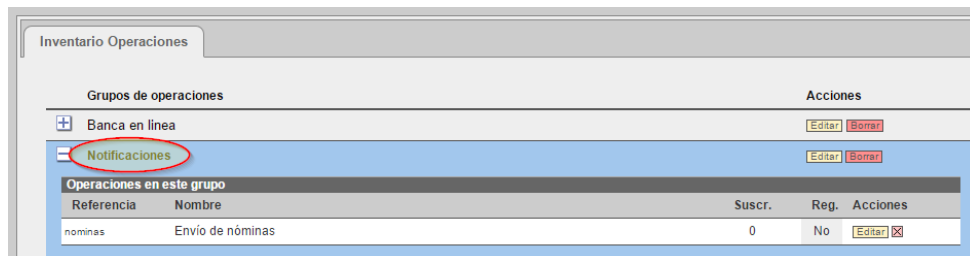 Inventario Operaciones
Grupos de operaciones Acciones
Banca en linea Editar Borrar
Notificaciones Editar Borrar
Operaciones en este grupo
Referencia Nombre Suscr. Reg. Acciones
nominas Envío de nóminas 0 No Editar